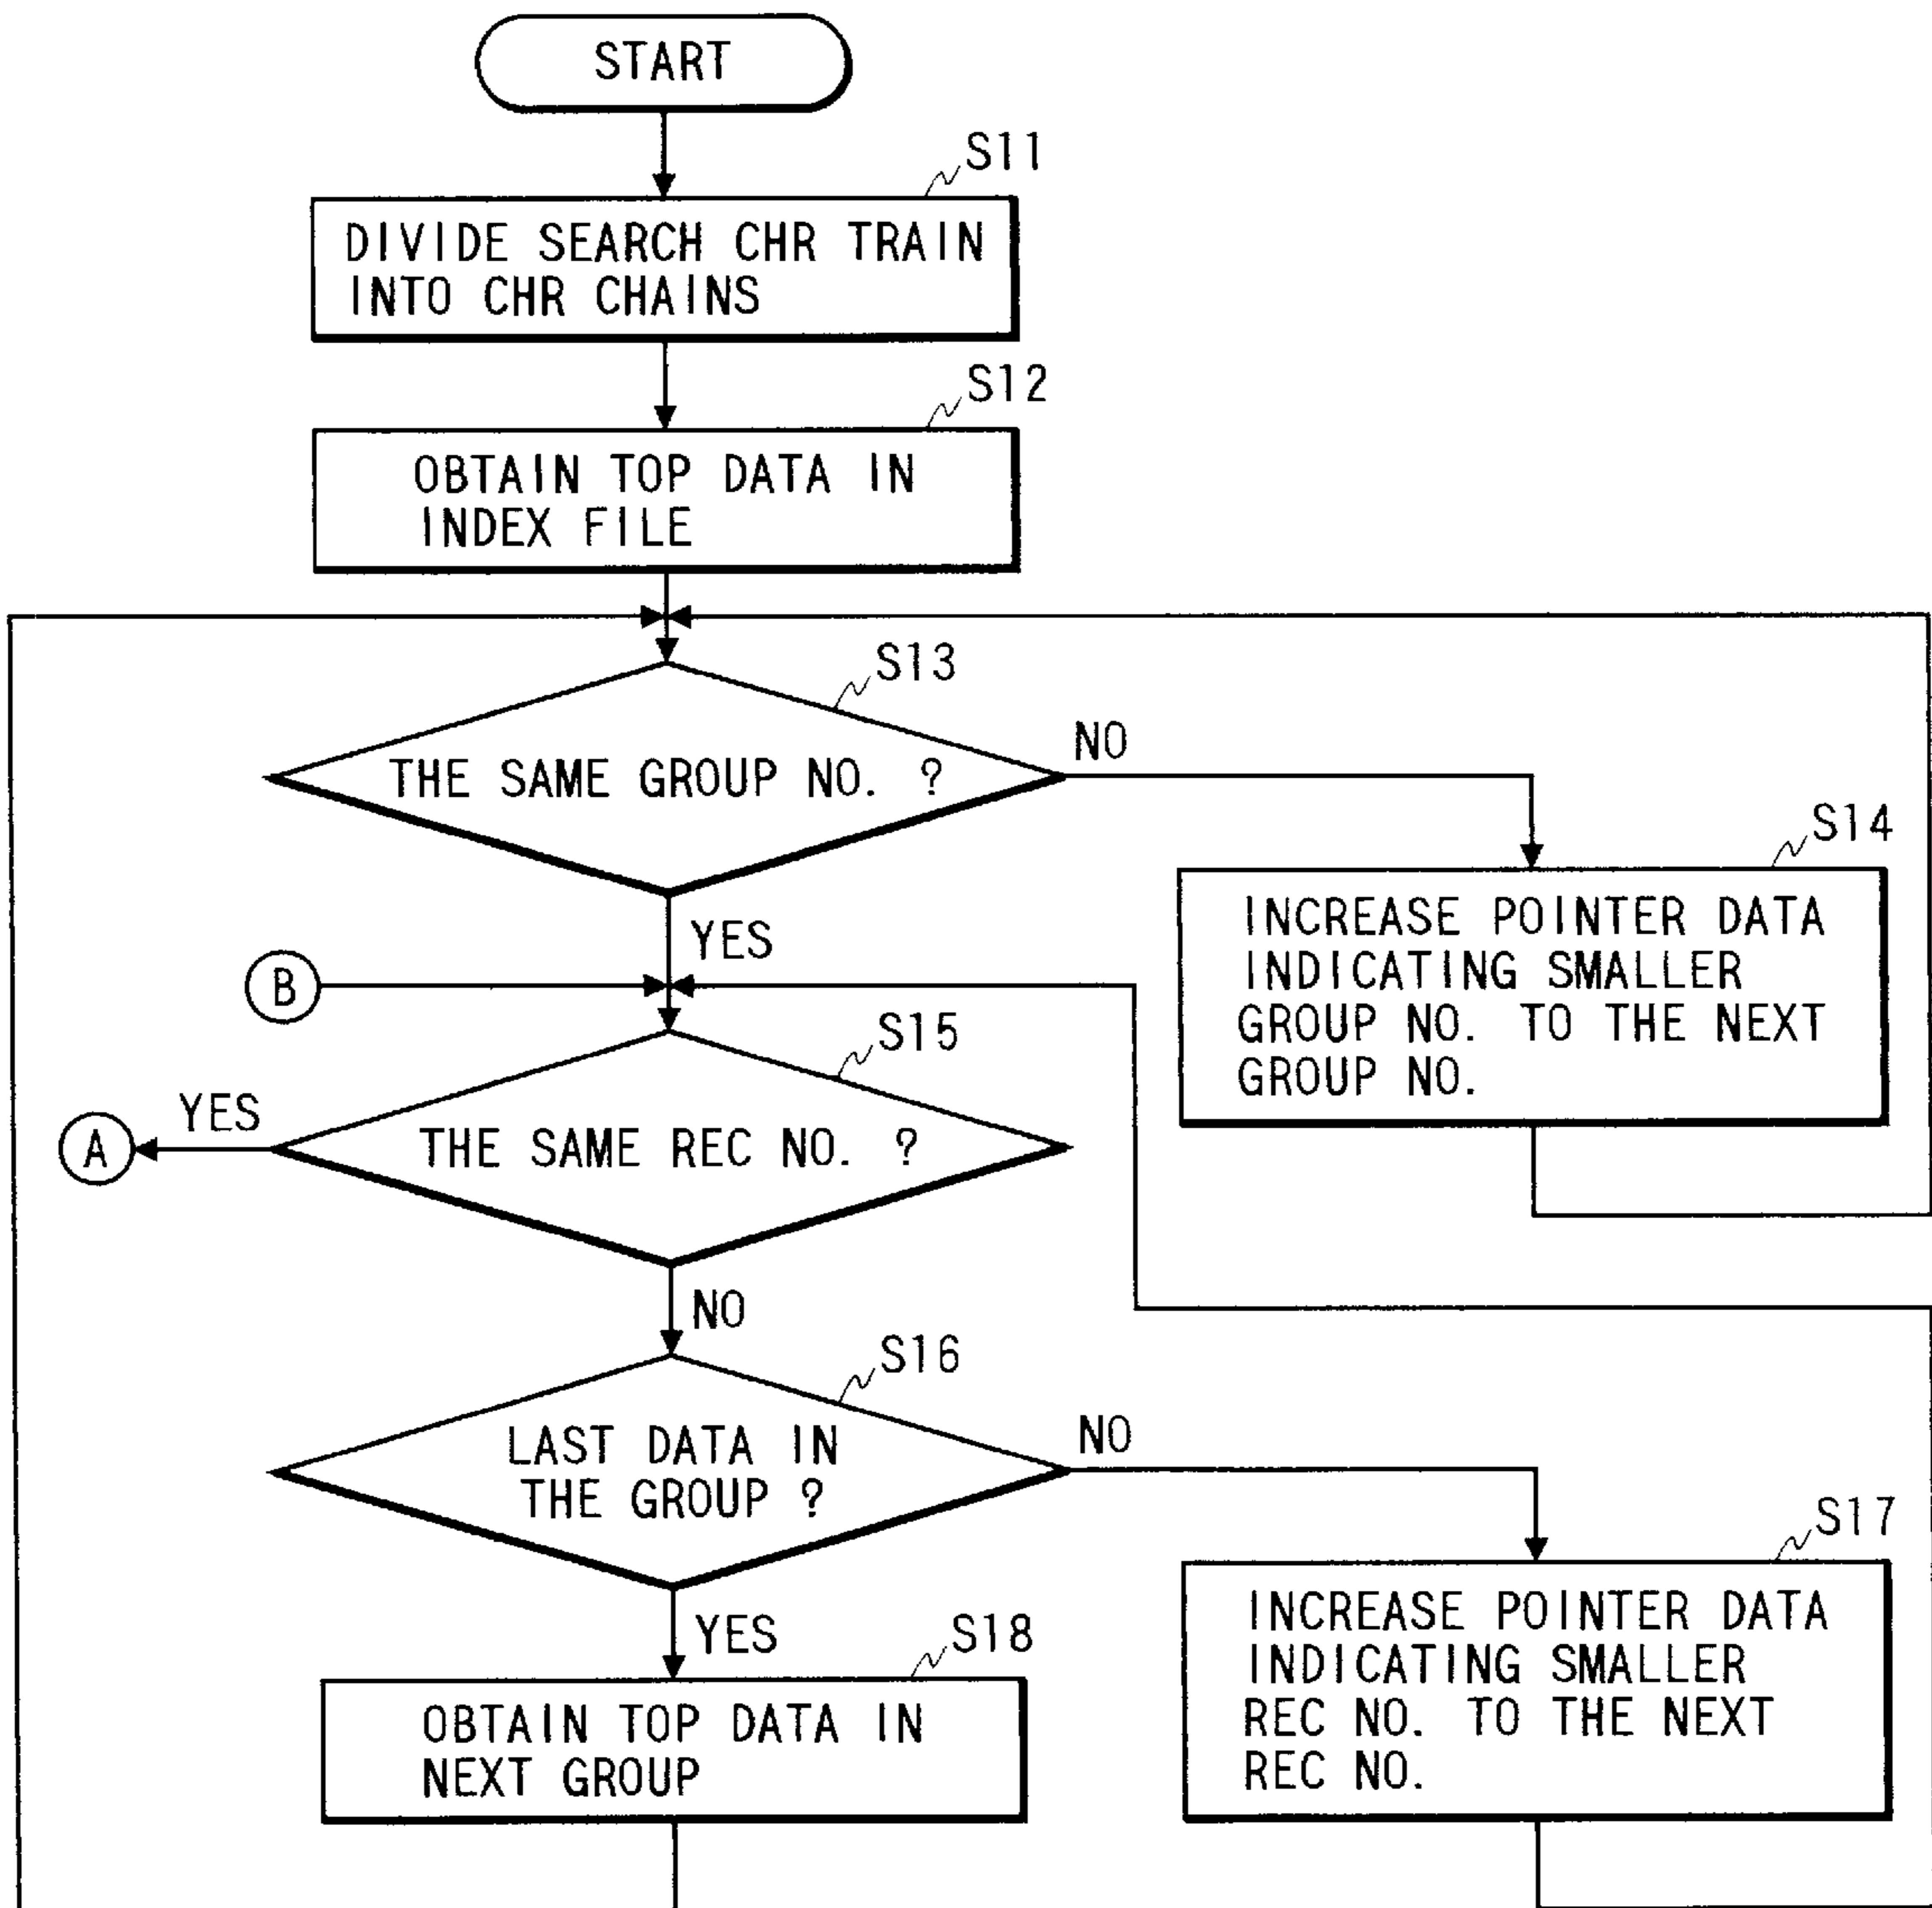 START
S11
DIVIDE SEARCH CHR TRAIN
INTO CHR CHAINS
S12
OBTAIN TOP DATA IN
INDEX FILE
S13
THE SAME GROUP NO. ?
NO
S14
INCREASE POINTER DATA
INDICATING SMALLER
GROUP NO. TO THE NEXT
GROUP NO.
YES
B
S15
THE SAME REC NO. ?
YES
A
NO
S16
LAST DATA IN
THE GROUP ?
NO
S17
INCREASE POINTER DATA
INDICATING SMALLER
REC NO. TO THE NEXT
REC NO.
YES
S18
OBTAIN TOP DATA IN
NEXT GROUP